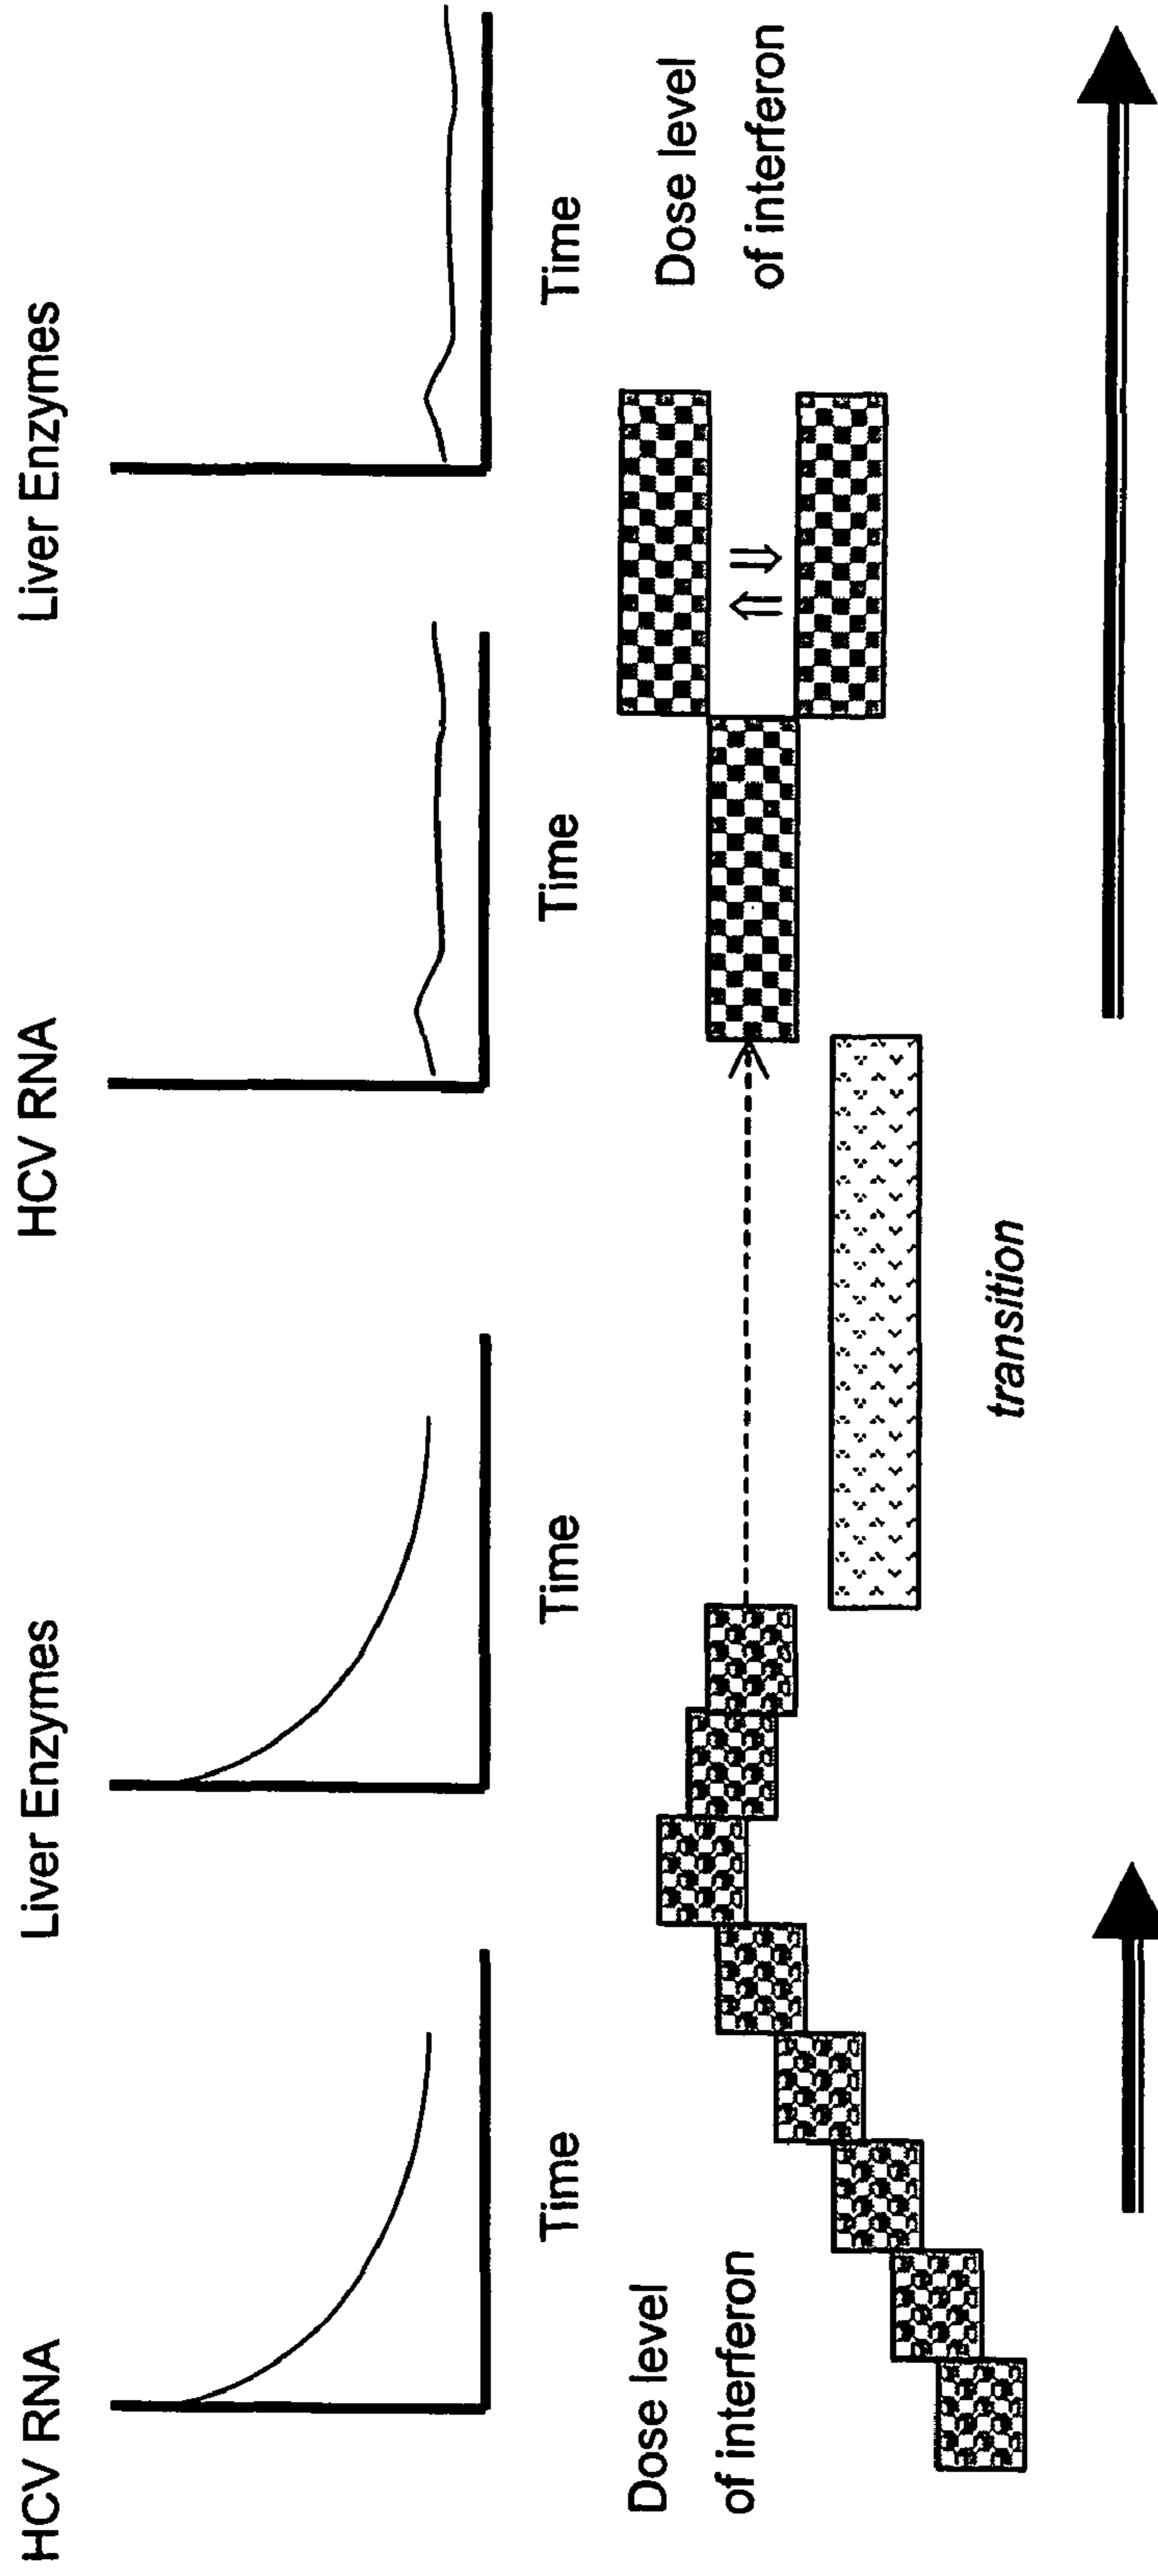 HCV RNA
Liver Enzymes
HCV RNA
Liver Enzymes
Time
Time
Time
Time
Dose level
of interferon
Dose level
of interferon
transition